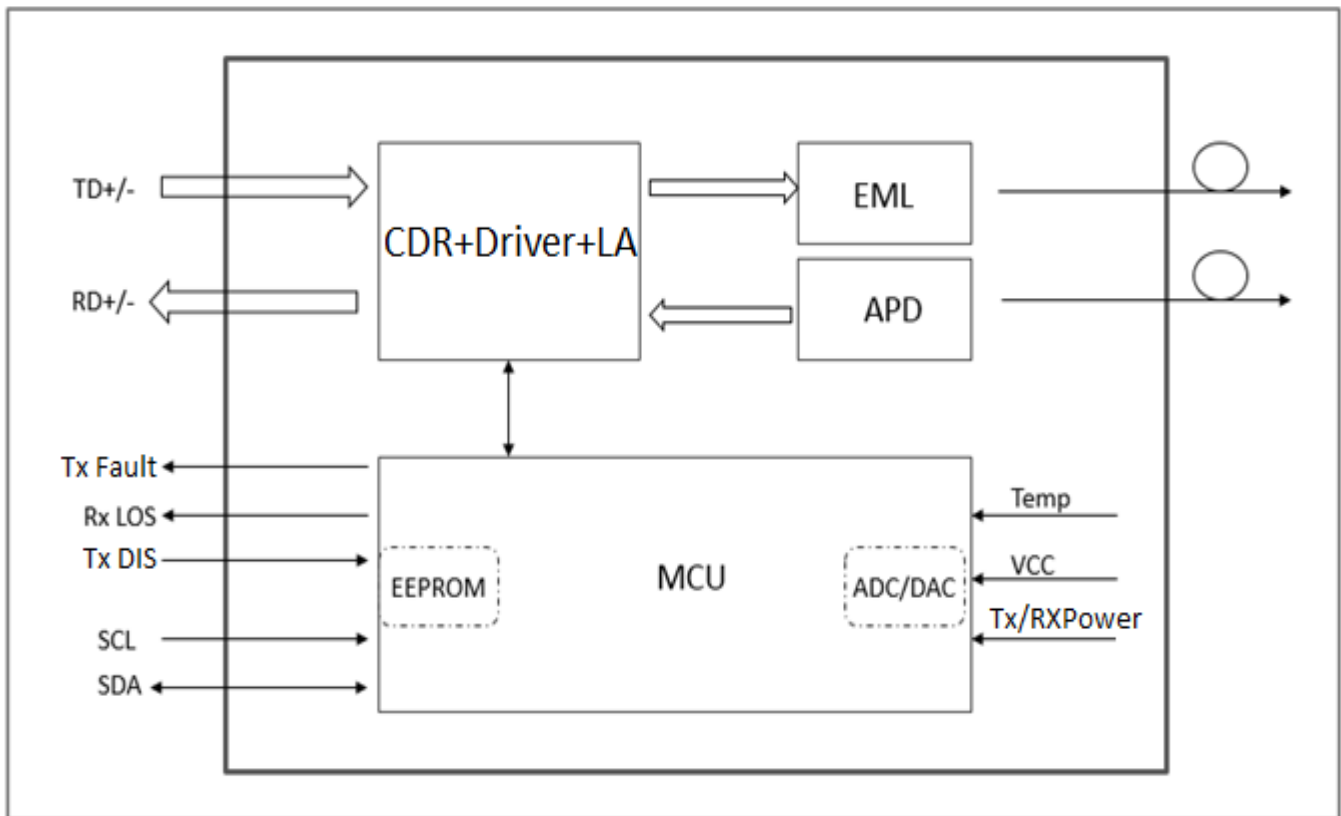 TD+/-
CDR+Driver+LA
EML
RD+/-
APD
Tx Fault
Rx LOS
Tx DIS
SCL
SDA
EEPROM
MCU
ADC/DAC
Temp
VCC
Tx/RXPower